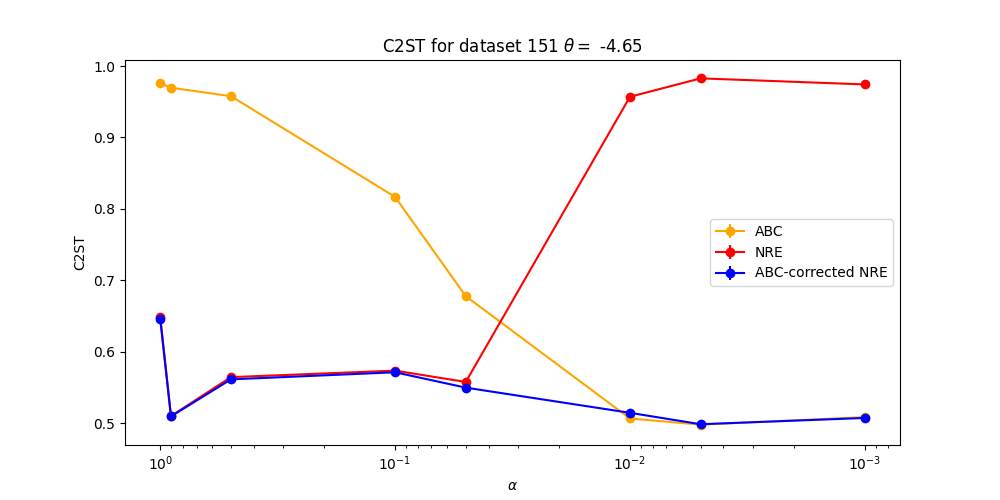 C2ST for dataset 151 θ = -4.65
C2ST
1.0
0.9
0.8
0.7
0.6
0.5
ABC
NRE
ABC-corrected NRE
10⁰
10⁻¹
10⁻²
10⁻³
α